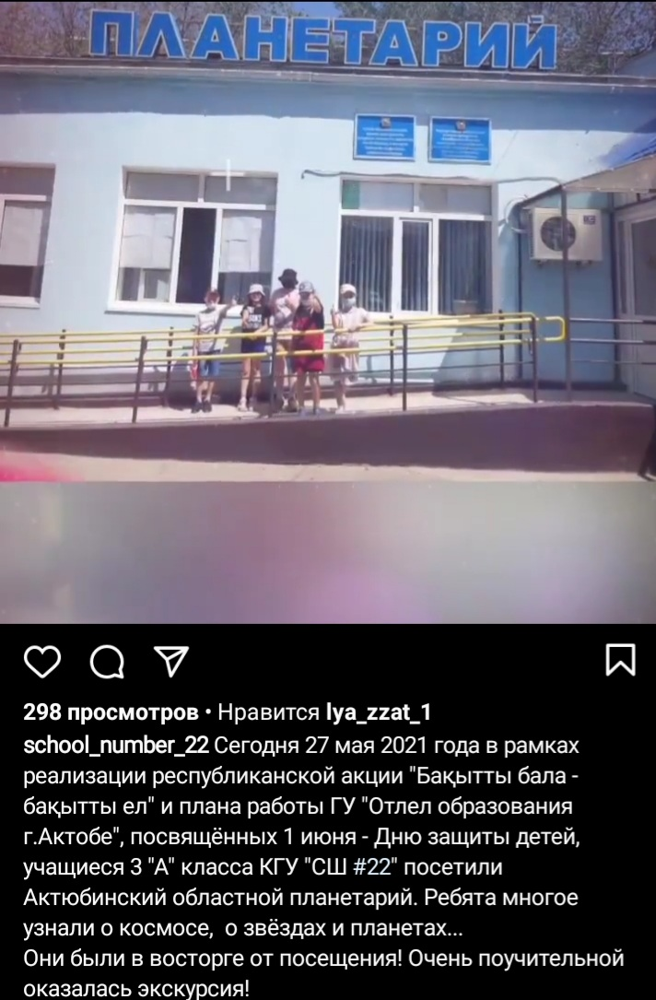 ПЛАНЕТАРИЙ
298 просмотров • Нравится lya_zzat_1
school_number_22 Сегодня 27 мая 2021 года в рамках
реализации республиканской акции "Бақытты бала -
бақытты ел" и плана работы ГУ "Отлел образования
г.Актобе", посвящённых 1 июня - Дню защиты детей,
учащиеся 3 "А" класса КГУ "СШ #22" посетили
Актюбинский областной планетарий. Ребята многое
узнали о космосе, о звёздах и планетах...
Они были в восторге от посещения! Очень поучительной
оказалась экскурсия!